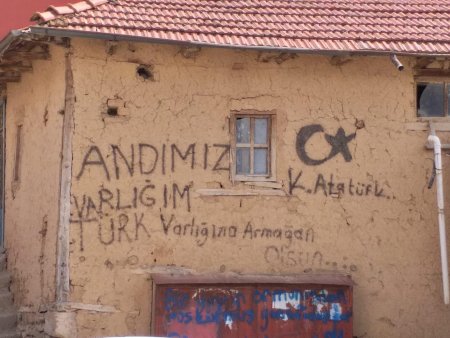 ANDIMIZ
K. Atatürk
VARLIĞIM
TÜRK Varlığına Armağan
Olsun....